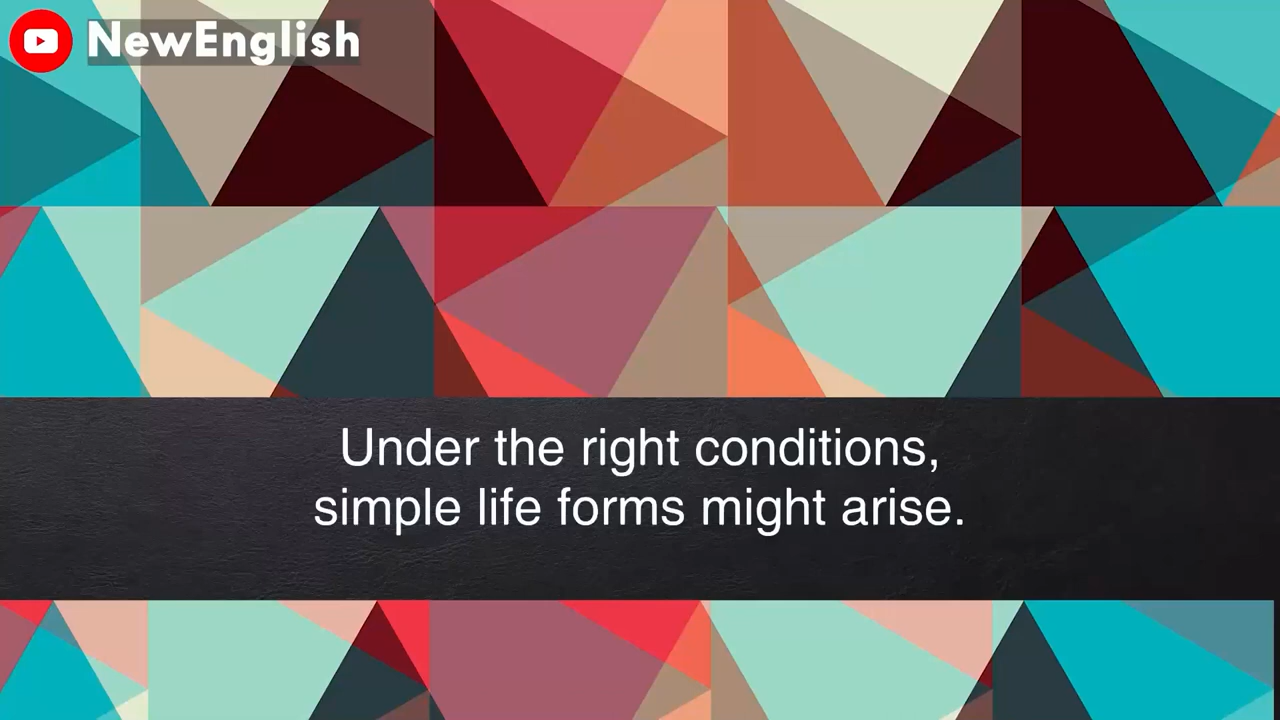 NewEnglish
Under the right conditions,
simple life forms might arise.